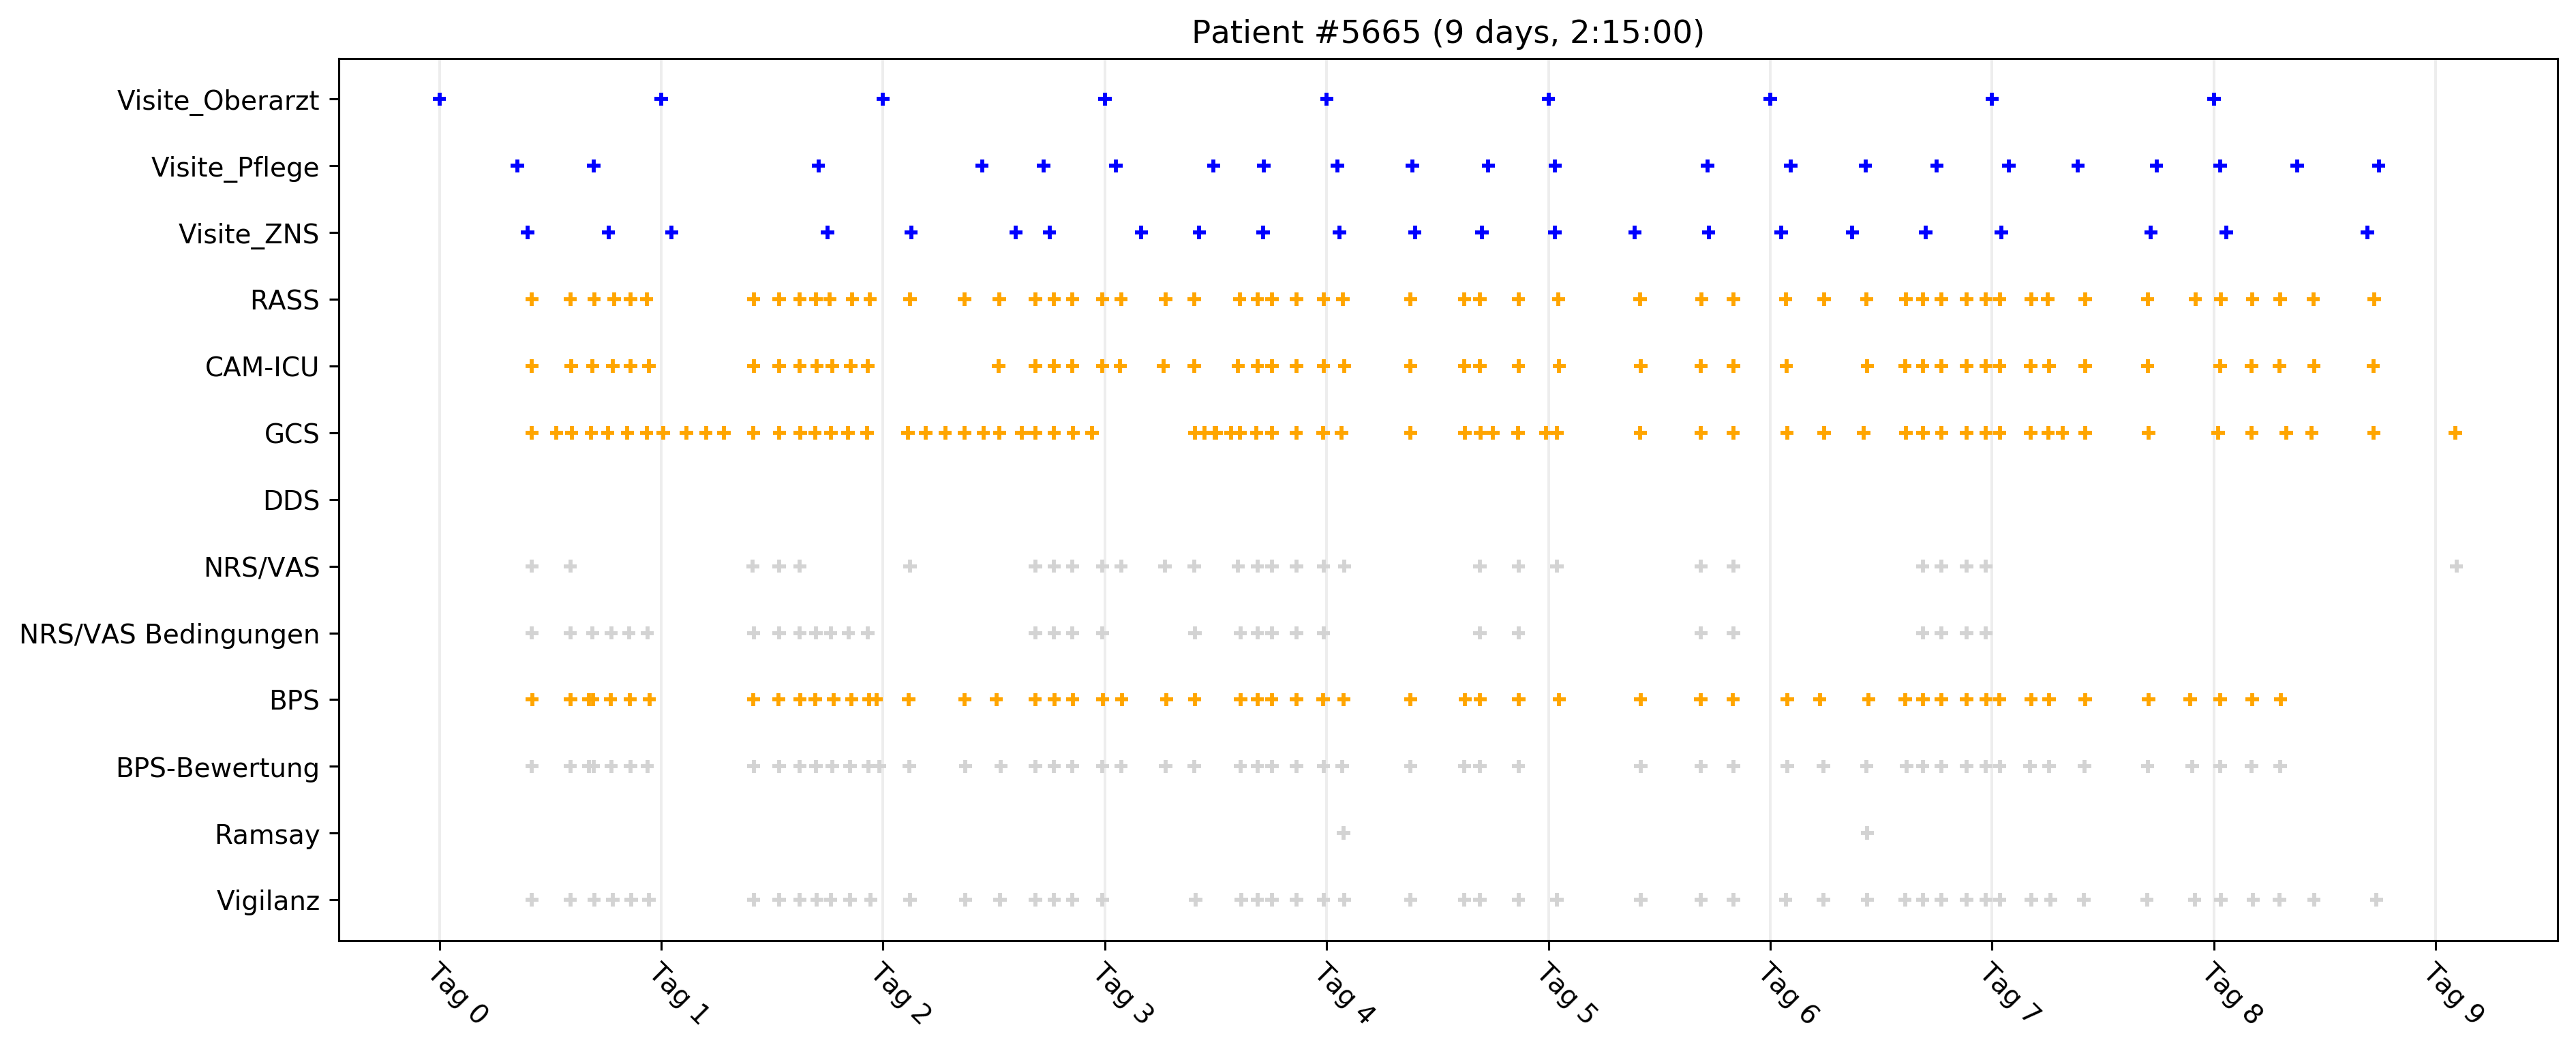 Patient #5665 (9 days, 2:15:00)
Visite_Oberarzt
Visite_Pflege
Visite_ZNS
RASS
CAM-ICU
GCS
DDS
NRS/VAS
NRS/VAS Bedingungen
BPS
BPS-Bewertung
Ramsay
Vigilanz
Tag 0
Tag 1
Tag 2
Tag 3
Tag 4
Tag 5
Tag 6
Tag 7
Tag 8
Tag 9